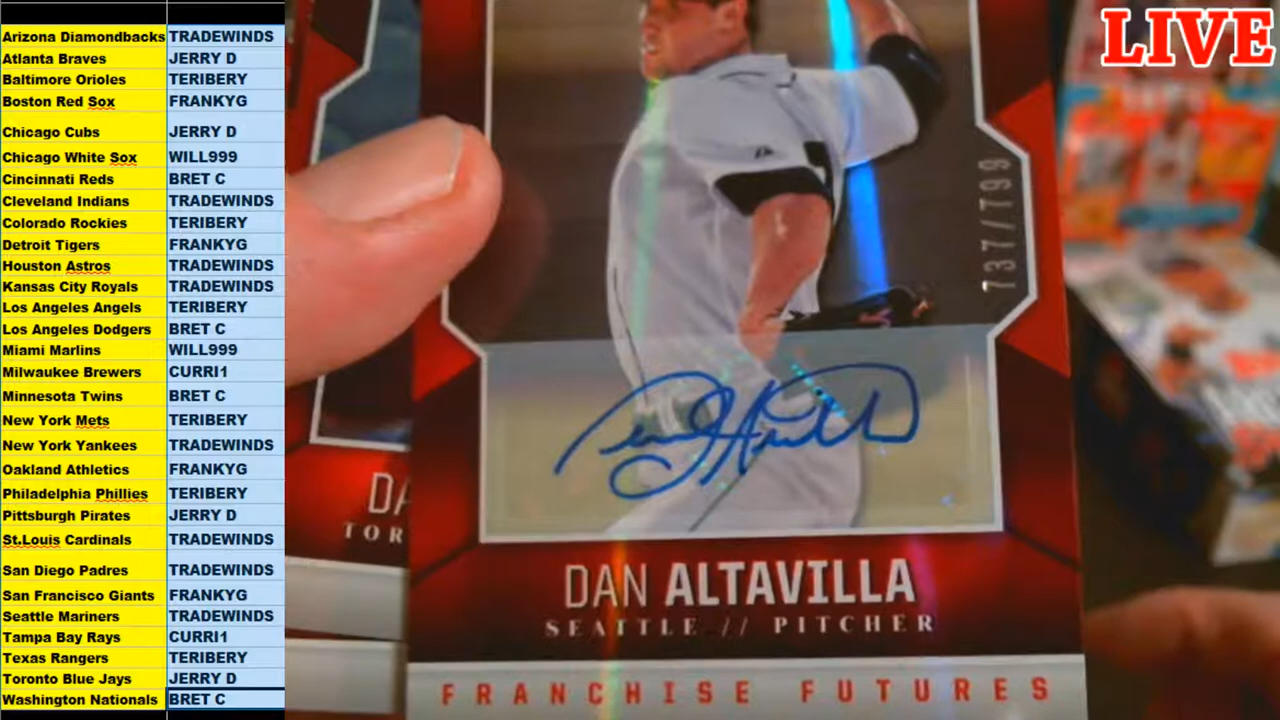 Arizona Diamondbacks TRADEWINDS
Atlanta Braves JERRY D
Baltimore Orioles TERIBERY
Boston Red Sox FRANKYG
Chicago Cubs JERRY D
Chicago White Sox WILL999
Cincinnati Reds BRET C
Cleveland Indians TRADEWINDS
Colorado Rockies TERIBERY
Detroit Tigers FRANKYG
Houston Astros TRADEWINDS
Kansas City Royals TRADEWINDS
Los Angeles Angels TERIBERY
Los Angeles Dodgers BRET C
Miami Marlins WILL999
Milwaukee Brewers CURRI1
Minnesota Twins BRET C
New York Mets TERIBERY
New York Yankees TRADEWINDS
Oakland Athletics FRANKYG
Philadelphia Phillies TERIBERY
Pittsburgh Pirates JERRY D
St.Louis Cardinals TRADEWINDS
San Diego Padres TRADEWINDS
San Francisco Giants FRANKYG
Seattle Mariners TRADEWINDS
Tampa Bay Rays CURRI1
Texas Rangers TERIBERY
Toronto Blue Jays JERRY D
Washington Nationals BRET C
LIVE
737/799
DA
TOR
DAN ALTAVILLA
SEATTLE // PITCHER
FRANCHISE FUTURES